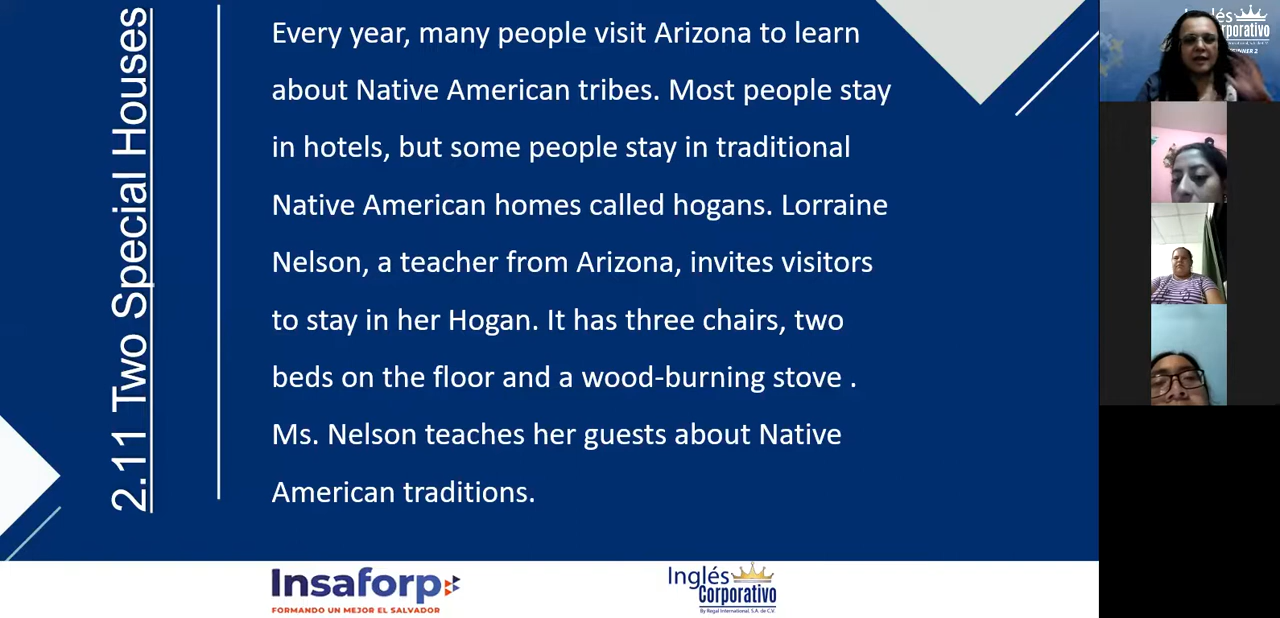 2.11 Two Special Houses
Every year, many people visit Arizona to learn
about Native American tribes. Most people stay
in hotels, but some people stay in traditional
Native American homes called hogans. Lorraine
Nelson, a teacher from Arizona, invites visitors
to stay in her Hogan. It has three chairs, two
beds on the floor and a wood-burning stove .
Ms. Nelson teaches her guests about Native
American traditions.
Insaforp
FORMANDO UN MEJOR EL SALVADOR
Inglés
Corporativo
By Regal International, S.A. de C.V.